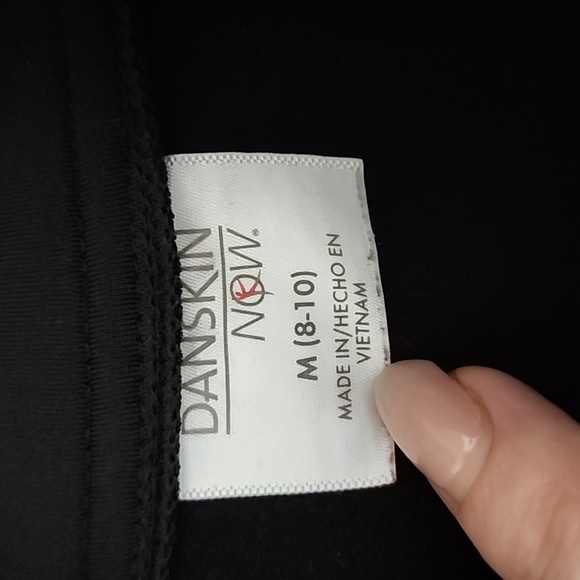 DANSKIN
NOW®
M (8-10)
MADE IN/HECHO EN
VIETNAM